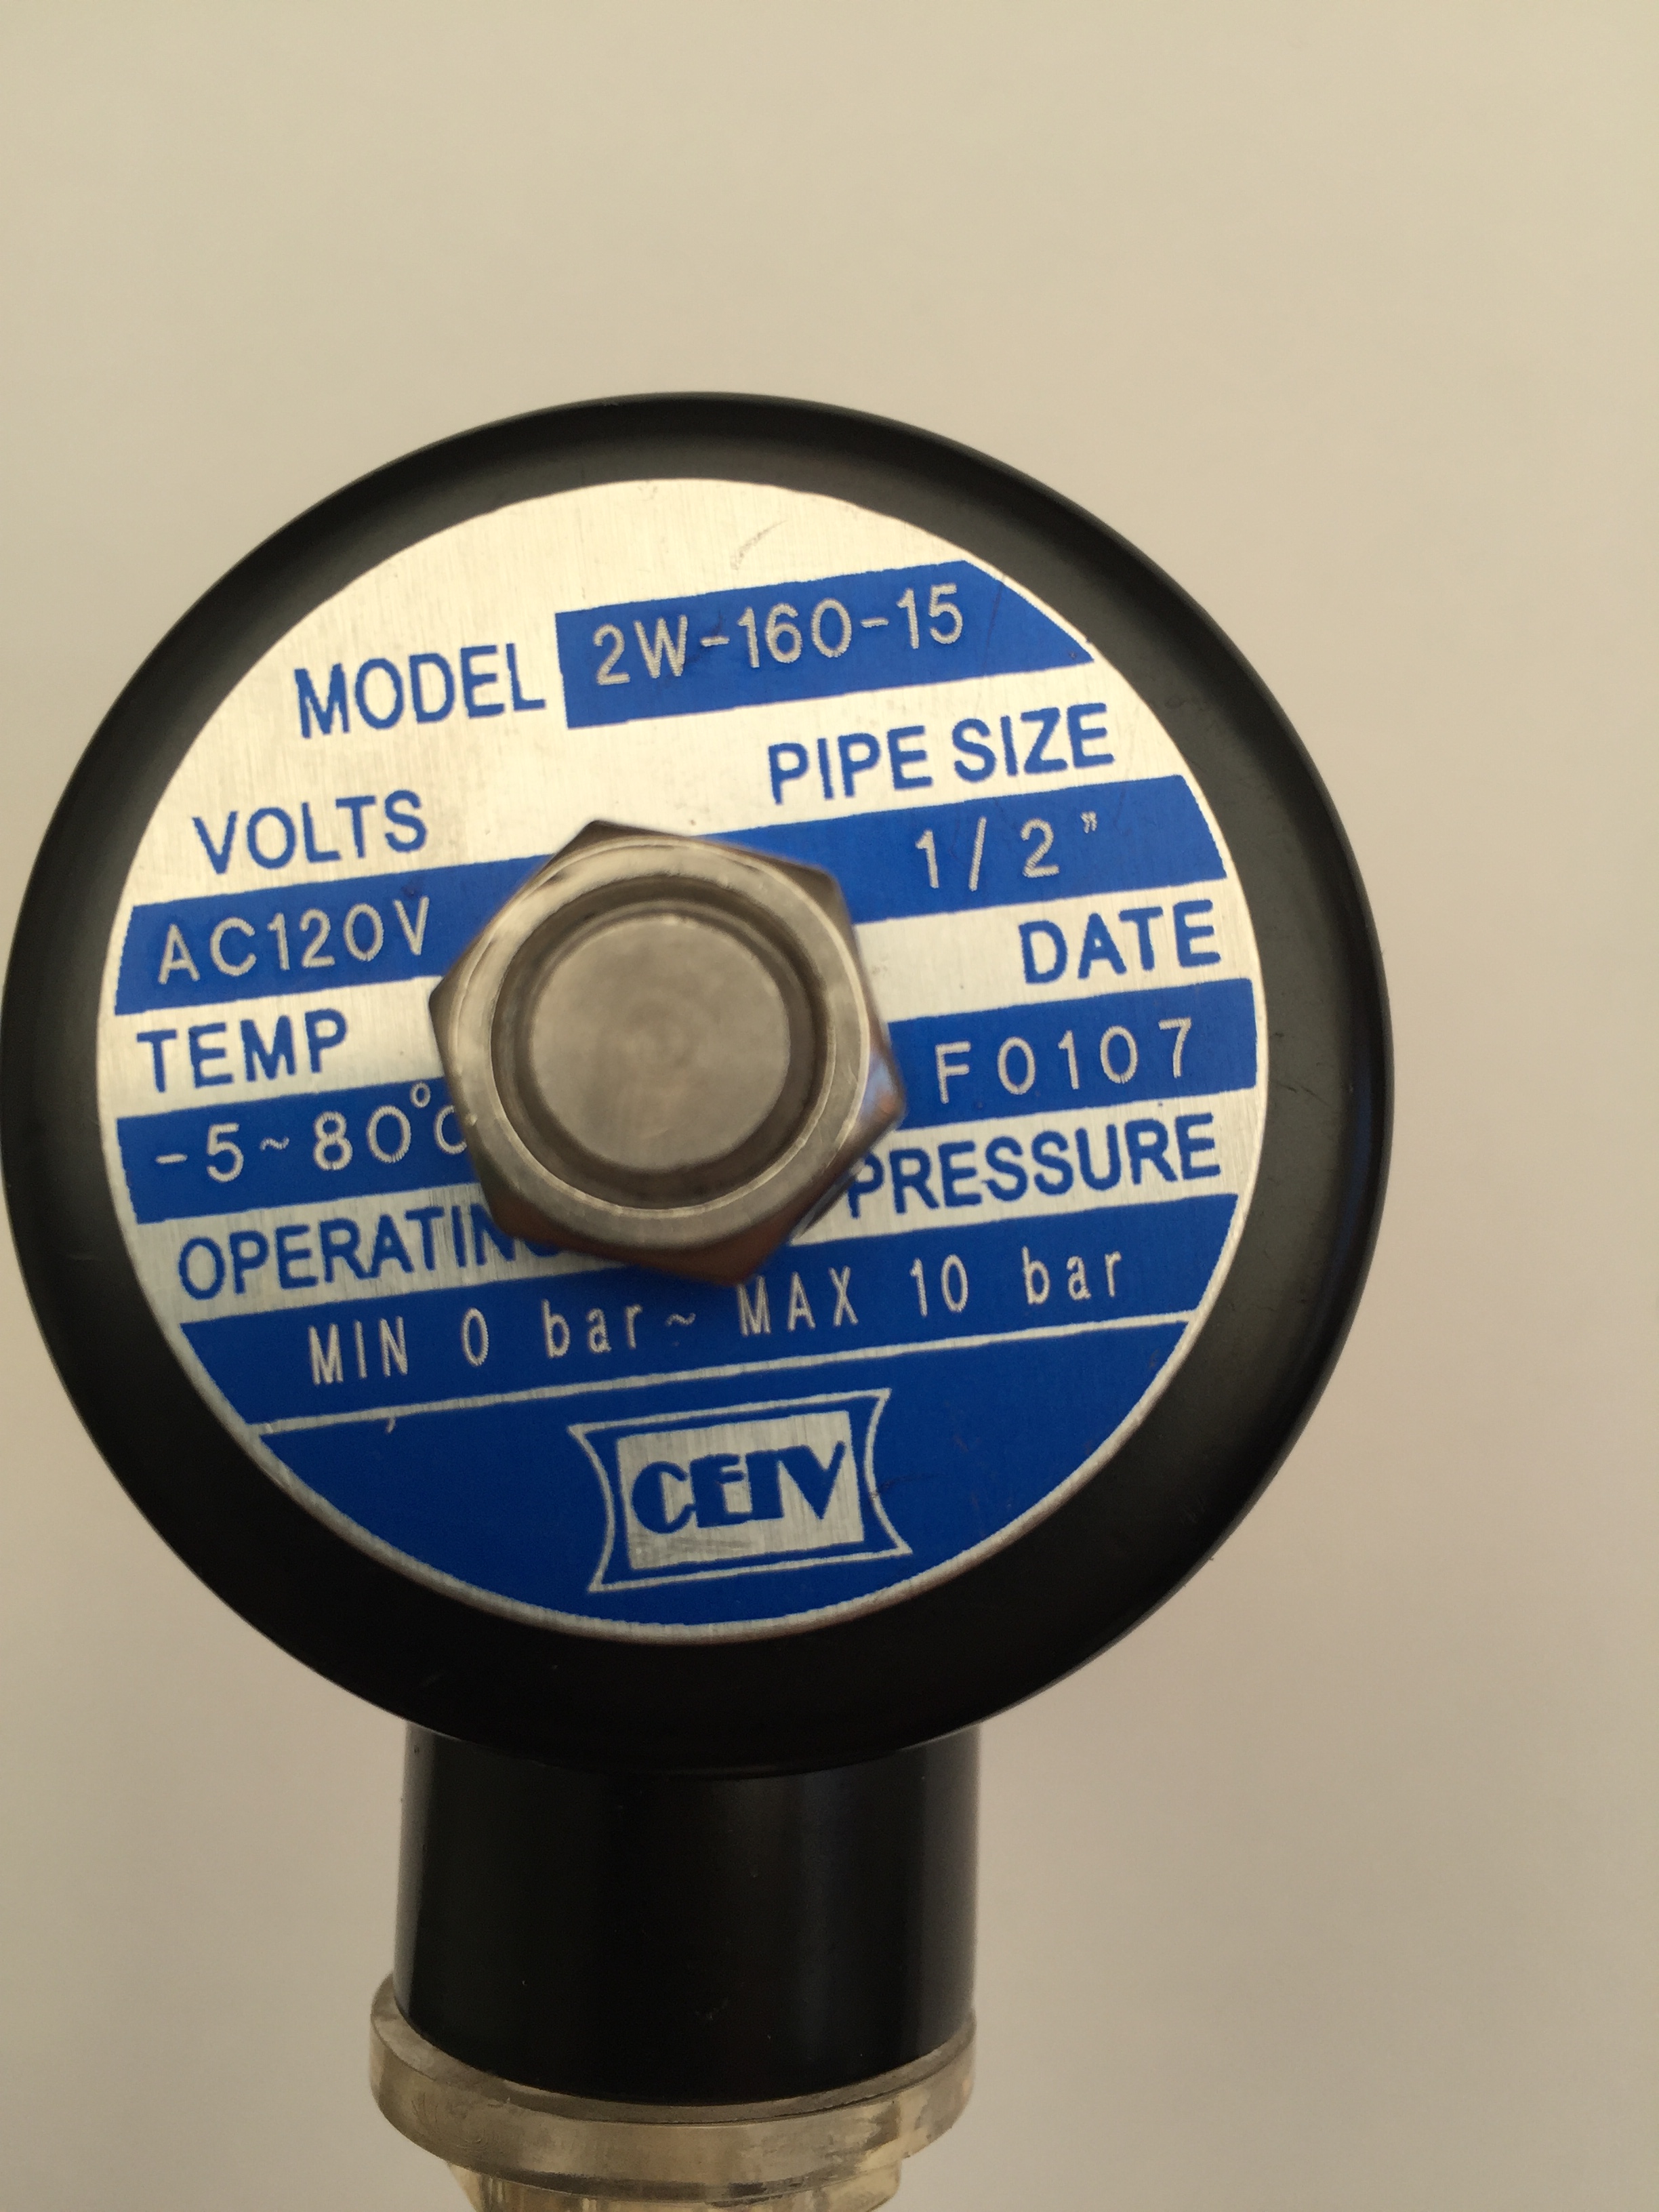 MODEL 2W-160-15
VOLTS PIPE SIZE
AC120V 1/2"
TEMP DATE
-5~80°C F0107
OPERATING PRESSURE
MIN 0 bar~ MAX 10 bar
CEIV